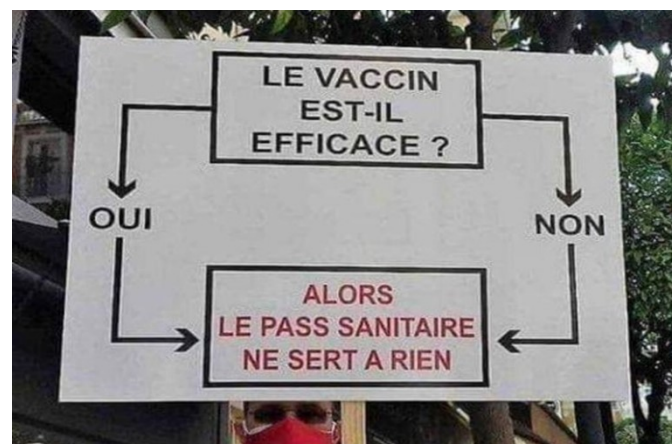 LE VACCIN
EST-IL
EFFICACE ?
OUI
NON
ALORS
LE PASS SANITAIRE
NE SERT A RIEN